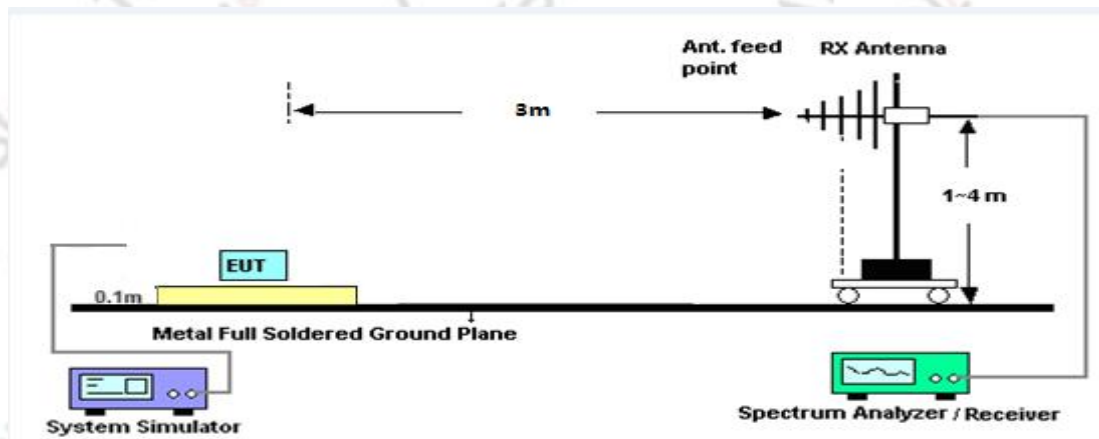 Ant. feed point
RX Antenna
3m
1~4 m
EUT
0.1m
Metal Full Soldered Ground Plane
System Simulator
Spectrum Analyzer / Receiver